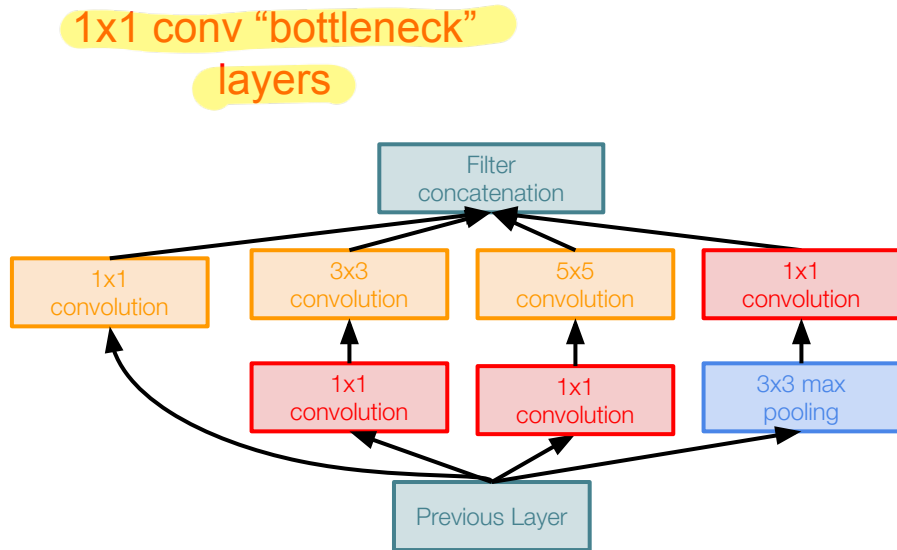 1x1 conv “bottleneck”
layers
Filter
concatenation
1x1
convolution
3x3
convolution
5x5
convolution
1x1
convolution
1x1
convolution
1x1
convolution
3x3 max
pooling
Previous Layer